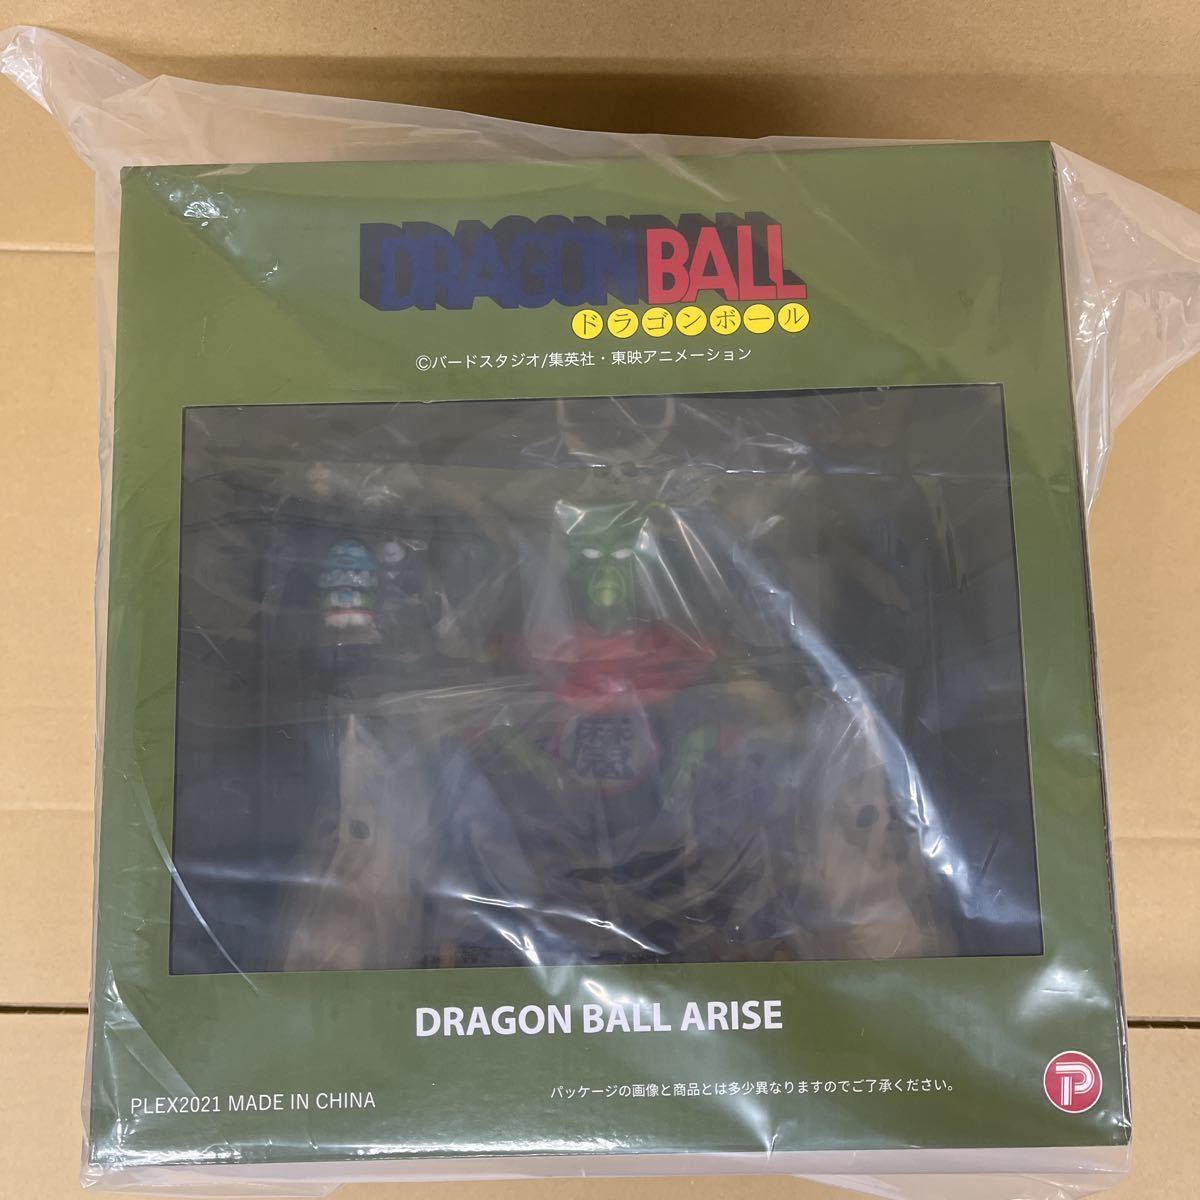 DRAGON BALL
ドラゴンボール
©バードスタジオ/集英社・東映アニメーション
魔
DRAGON BALL ARISE
パッケージの画像と商品とは多少異なりますのでご了承ください。
PLEX2021 MADE IN CHINA
P